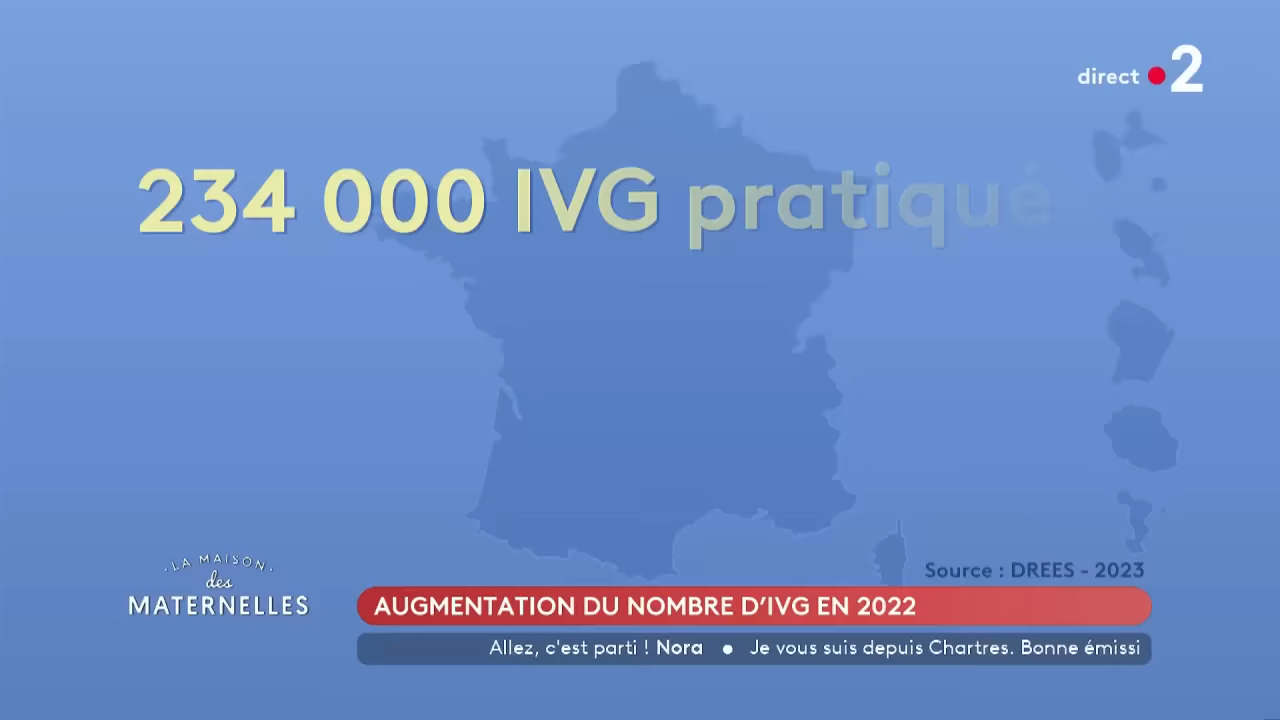 direct 2
234 000 IVG pratiqué
· LA MAISON ·
des
MATERNELLES
Source : DREES - 2023
AUGMENTATION DU NOMBRE D’IVG EN 2022
Allez, c'est parti ! Nora ● Je vous suis depuis Chartres. Bonne émissi